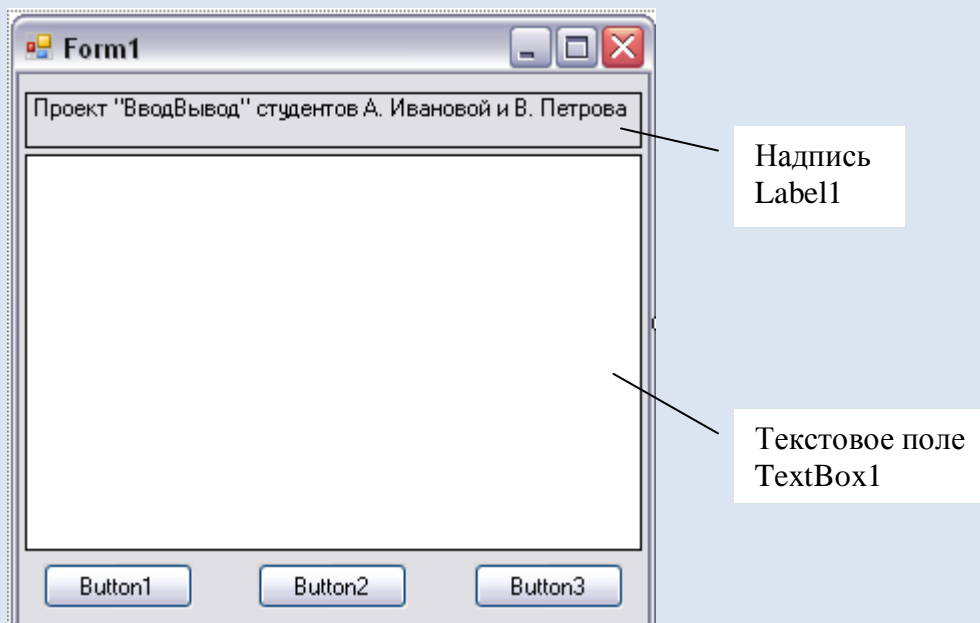 Form1
Проект "ВводВывод" студентов А. Ивановой и В. Петрова
Надпись
Label1
Текстовое поле
TextBox1
Button1
Button2
Button3